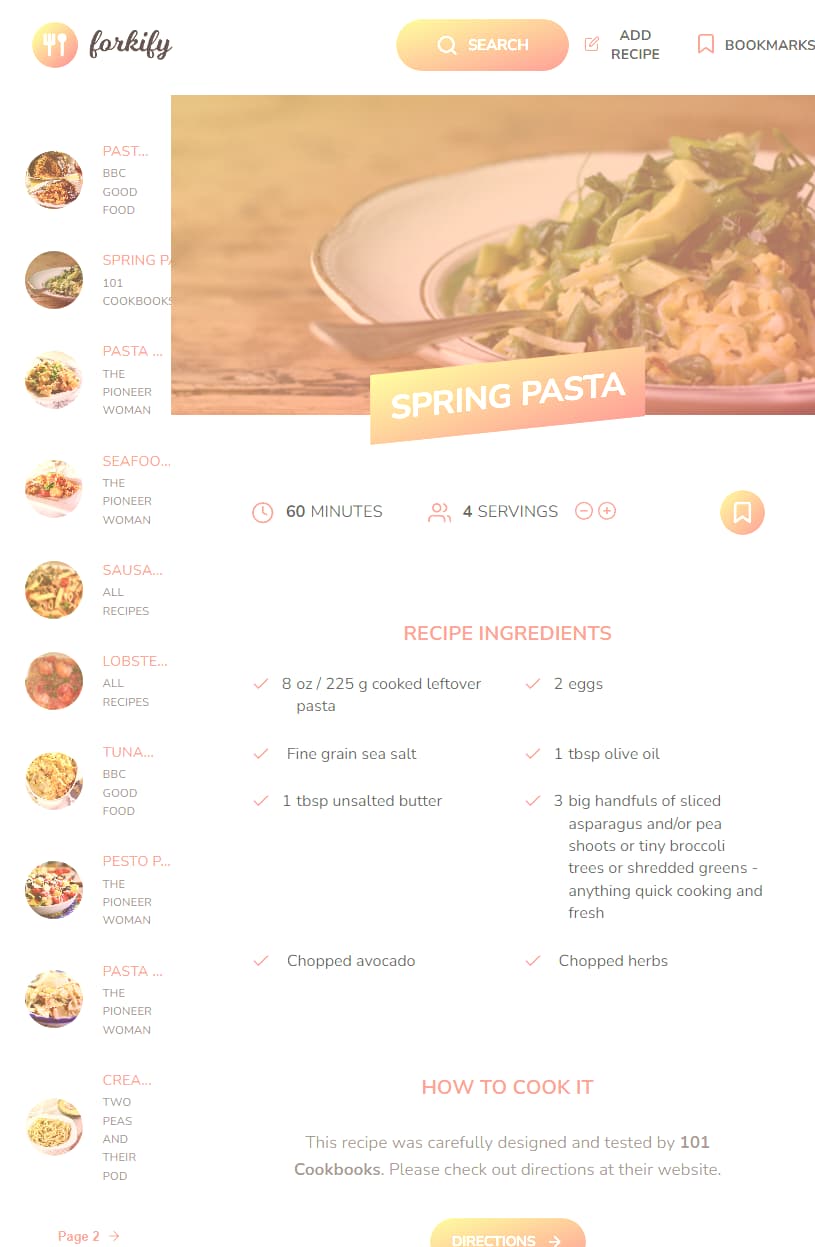 forkify
SEARCH
ADD
RECIPE
BOOKMARKS
PAST...
BBC
GOOD
FOOD
SPRING PA
101
COOKBOOKS
PASTA ...
THE
PIONEER
WOMAN
SEAFOO...
THE
PIONEER
WOMAN
SAUSA...
ALL
RECIPES
LOBSTE...
ALL
RECIPES
TUNA...
BBC
GOOD
FOOD
PESTO P...
THE
PIONEER
WOMAN
PASTA ...
THE
PIONEER
WOMAN
CREA...
TWO
PEAS
AND
THEIR
POD
Page 2
SPRING PASTA
60 MINUTES
4 SERVINGS
RECIPE INGREDIENTS
8 oz / 225 g cooked leftover
pasta
2 eggs
Fine grain sea salt
1 tbsp olive oil
1 tbsp unsalted butter
3 big handfuls of sliced
asparagus and/or pea
shoots or tiny broccoli
trees or shredded greens -
anything quick cooking and
fresh
Chopped avocado
Chopped herbs
HOW TO COOK IT
This recipe was carefully designed and tested by 101
Cookbooks. Please check out directions at their website.
DIRECTIONS